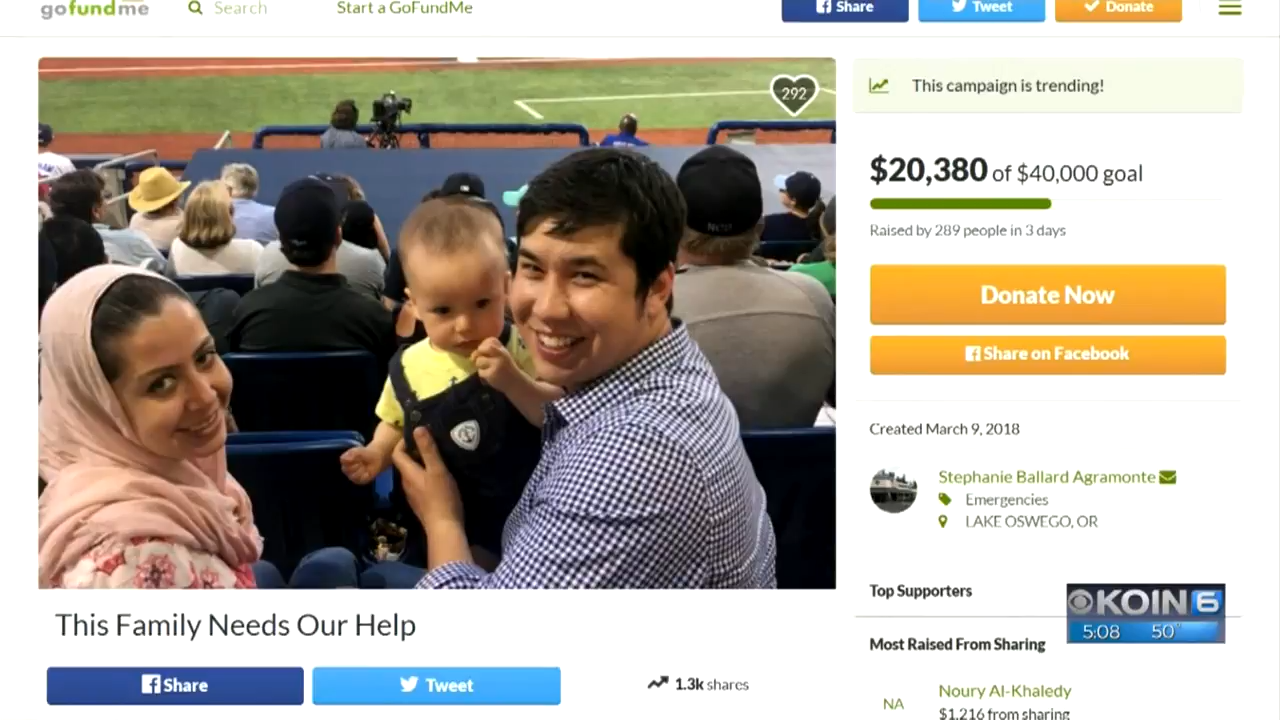 gofundme
Search
Start a GoFundMe
Share
Tweet
Donate
292
This campaign is trending!
$20,380 of $40,000 goal
Raised by 289 people in 3 days
Donate Now
Share on Facebook
Created March 9, 2018
Stephanie Ballard Agramonte
Emergencies
LAKE OSWEGO, OR
This Family Needs Our Help
Share
Tweet
1.3k shares
Top Supporters
Most Raised From Sharing
NA
Noury Al-Khaledy
$1,216 from sharing
KOIN 6
5:08 50°